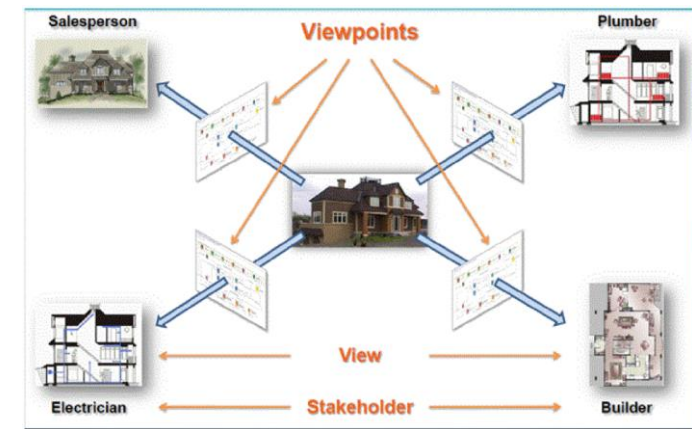 Salesperson
Viewpoints
Plumber
View
Electrician
Stakeholder
Builder